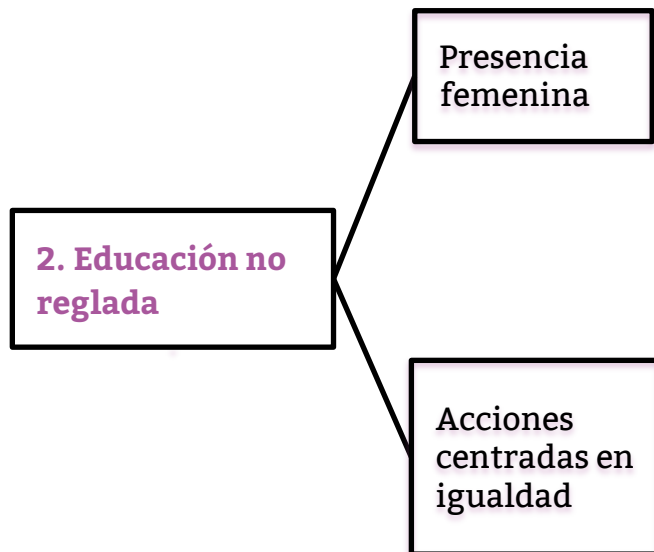 Presencia
femenina
2. Educación no
reglada
Acciones
centradas en
igualdad